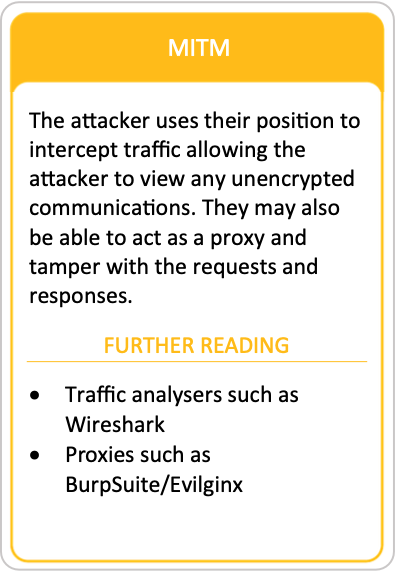 MITM
The attacker uses their position to
intercept traffic allowing the
attacker to view any unencrypted
communications. They may also
be able to act as a proxy and
tamper with the requests and
responses.
FURTHER READING
• Traffic analysers such as
Wireshark
• Proxies such as
BurpSuite/Evilginx